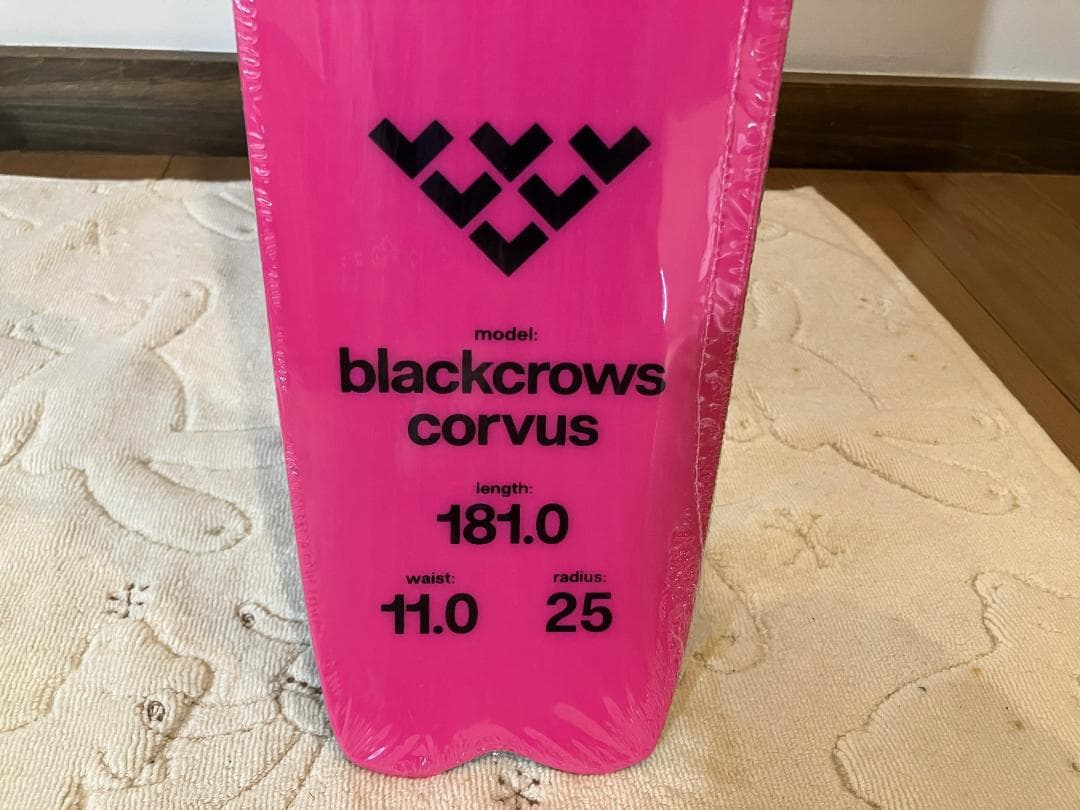 model:
blackcrows
corvus
length:
181.0
waist: radius:
11.0 25